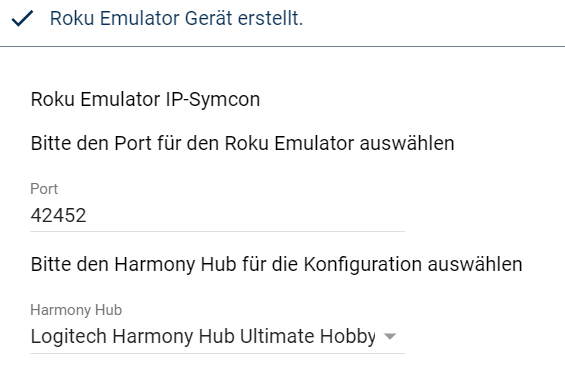 Roku Emulator Gerät erstellt.
Roku Emulator IP-Symcon
Bitte den Port für den Roku Emulator auswählen
Port
42452
Bitte den Harmony Hub für die Konfiguration auswählen
Harmony Hub
Logitech Harmony Hub Ultimate Hobby